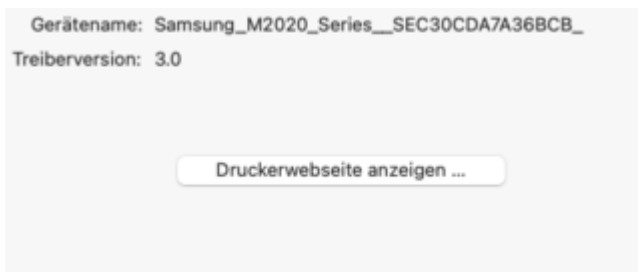 Gerätename: Samsung_M2020_Series__SEC30CDA7A36BCB_
Treiberversion: 3.0
Druckerwebseite anzeigen ...